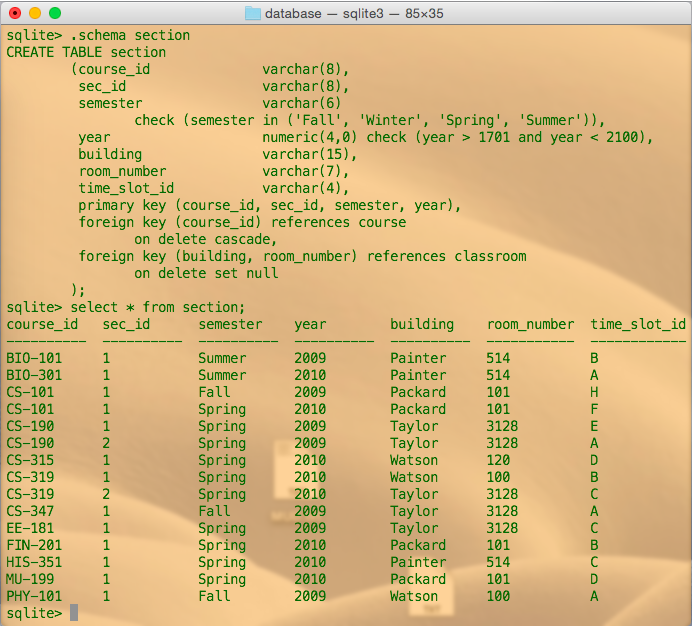 database — sqlite3 — 85×35
sqlite> .schema section
CREATE TABLE section
        (course_id             varchar(8),
         sec_id                varchar(8),
         semester              varchar(6)
                check (semester in ('Fall', 'Winter', 'Spring', 'Summer')),
         year                  numeric(4,0) check (year > 1701 and year < 2100),
         building              varchar(15),
         room_number           varchar(7),
         time_slot_id          varchar(4),
         primary key (course_id, sec_id, semester, year),
         foreign key (course_id) references course
                on delete cascade,
         foreign key (building, room_number) references classroom
                on delete set null
        );
sqlite> select * from section;
course_id   sec_id      semester    year        building    room_number  time_slot_id
----------  ----------  ----------  ----------  ----------  -----------  ------------
BIO-101     1           Summer      2009        Painter     514          B
BIO-301     1           Summer      2010        Painter     514          A
CS-101      1           Fall        2009        Packard     101          H
CS-101      1           Spring      2010        Packard     101          F
CS-190      1           Spring      2009        Taylor      3128         E
CS-190      2           Spring      2009        Taylor      3128         A
CS-315      1           Spring      2010        Watson      120          D
CS-319      1           Spring      2010        Watson      100          B
CS-319      2           Spring      2010        Taylor      3128         C
CS-347      1           Fall        2009        Taylor      3128         A
EE-181      1           Spring      2009        Taylor      3128         C
FIN-201     1           Spring      2010        Packard     101          B
HIS-351     1           Spring      2010        Painter     514          C
MU-199      1           Spring      2010        Packard     101          D
PHY-101     1           Fall        2009        Watson      100          A
sqlite>